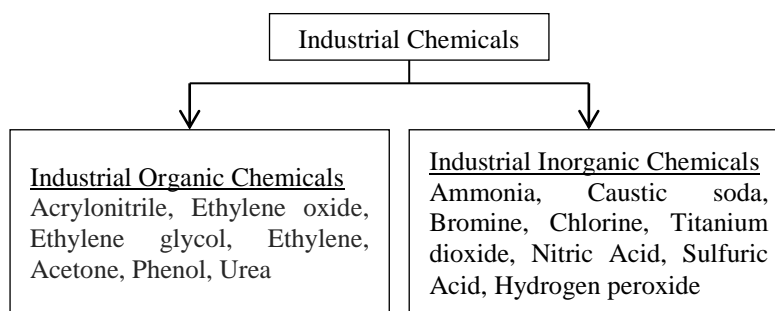 Industrial Chemicals
Industrial Organic Chemicals
Acrylonitrile, Ethylene oxide,
Ethylene glycol, Ethylene,
Acetone, Phenol, Urea
Industrial Inorganic Chemicals
Ammonia, Caustic soda,
Bromine, Chlorine, Titanium
dioxide, Nitric Acid, Sulfuric
Acid, Hydrogen peroxide